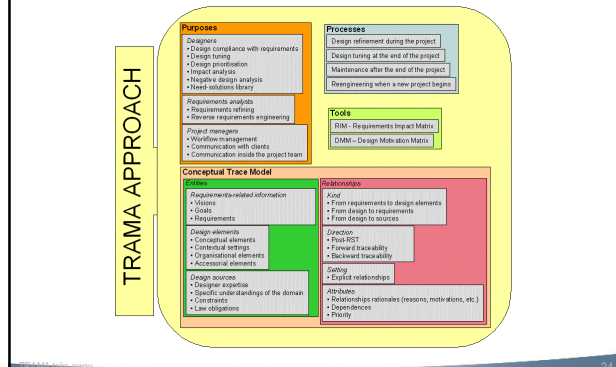 TRAMA APPROACH
Purposes
Designers
• Design compliance with requirements
• Design tuning
• Design prioritisation
• Impact analysis
• Negative design analysis
• Need-solutions library
Requirements analysts
• Requirements refining
• Reverse requirements engineering
Project managers
• Workflow management
• Communication with clients
• Communication inside the project team
Processes
Design refinement during the project
Design tuning at the end of the project
Maintenance after the end of the project
Reengineering when a new project begins
Tools
RIM - Requirements Impact Matrix
DMM – Design Motivation Matrix
Conceptual Trace Model
Entities
Requirements-related information
• Visions
• Goals
• Requirements
Design elements
• Conceptual elements
• Contextual settings
• Organisational elements
• Accessorial elements
Design sources
• Designer expertise
• Specific understandings of the domain
• Constraints
• Law obligations
Relationships
Kind
• From requirements to design elements
• From design to requirements
• From design to sources
Direction
• Post-RST
• Forward traceability
• Backward traceability
Setting
• Explicit relationships
Attributes
• Relationships rationales (reasons, motivations, etc.)
• Dependences
• Priority
24